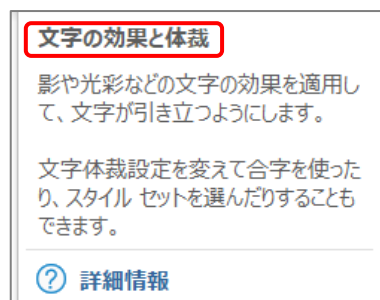 文字の効果と体裁
影や光彩などの文字の効果を適用し
て、文字が引き立つようにします。
文字体裁設定を変えて合字を使った
り、スタイル セットを選んだりすることも
できます。
? 詳細情報